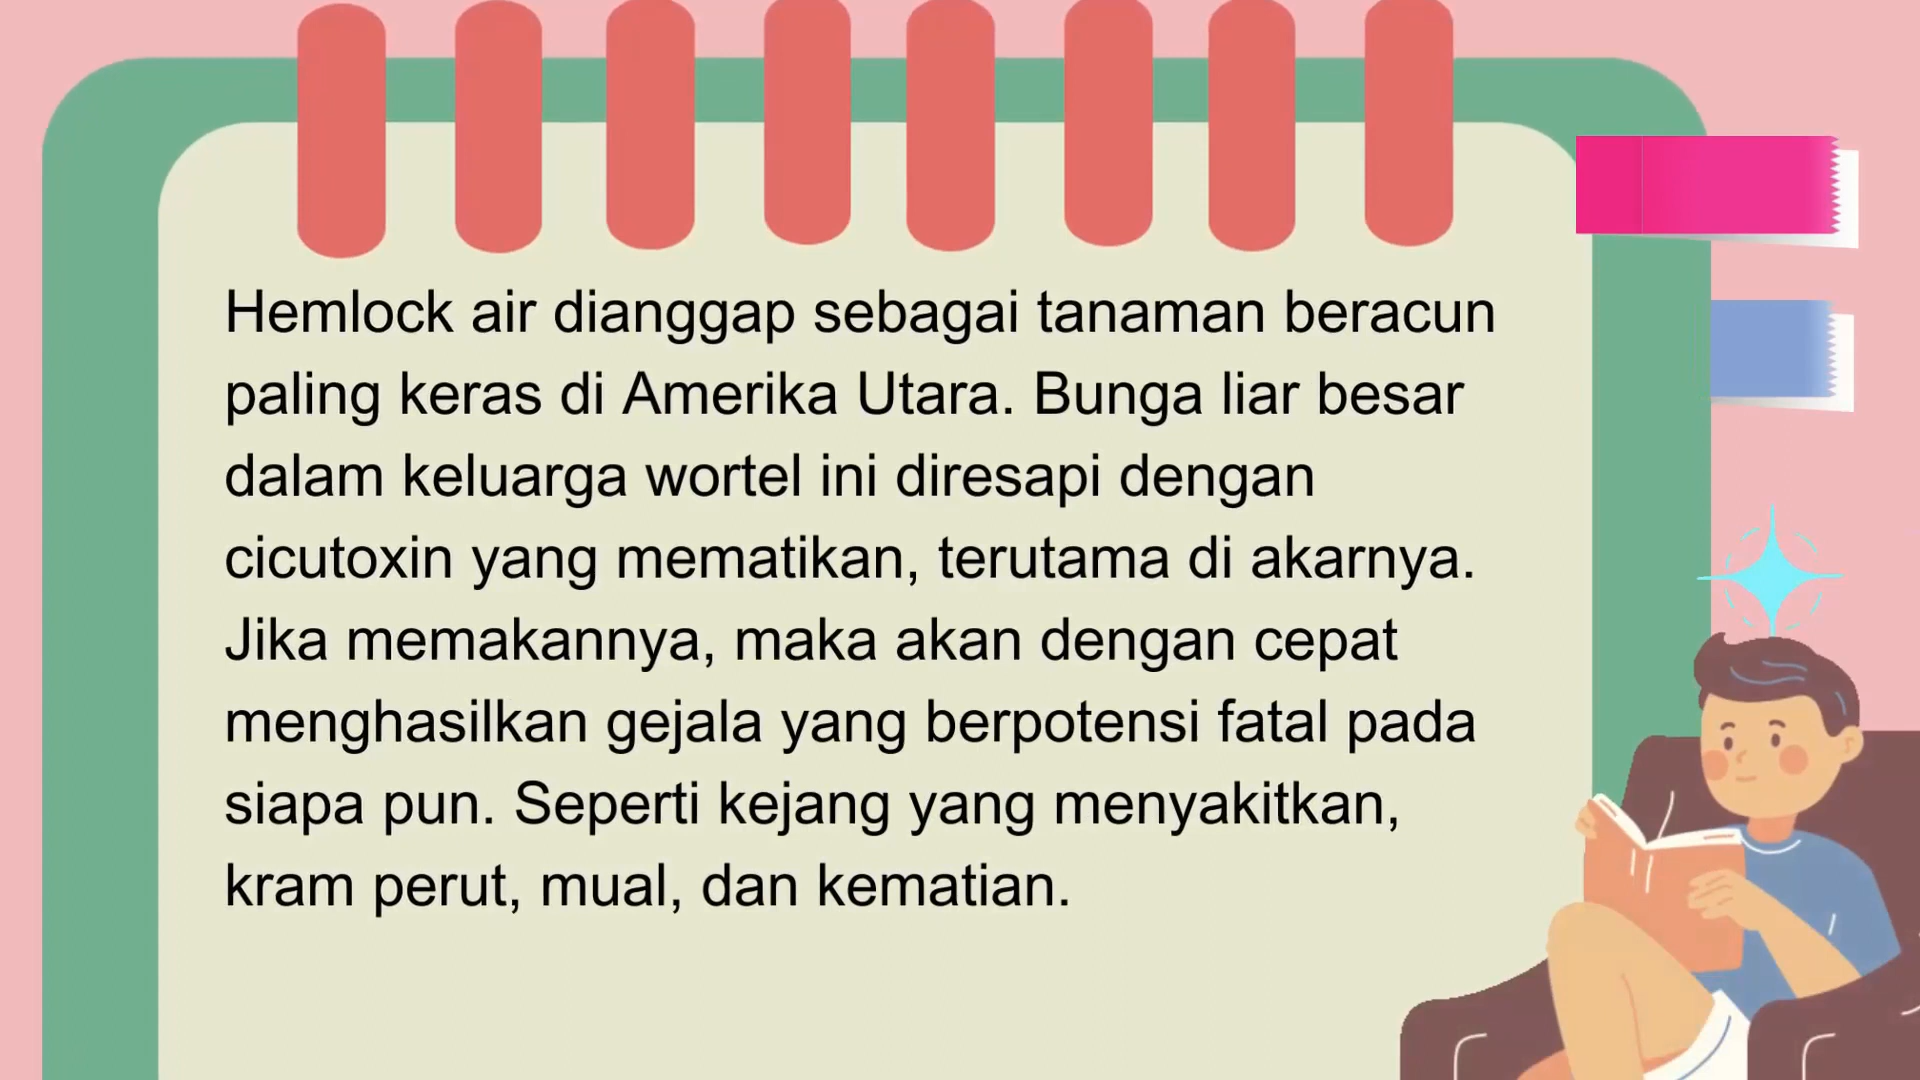 Hemlock air dianggap sebagai tanaman beracun
paling keras di Amerika Utara. Bunga liar besar
dalam keluarga wortel ini diresapi dengan
cicutoxin yang mematikan, terutama di akarnya.
Jika memakannya, maka akan dengan cepat
menghasilkan gejala yang berpotensi fatal pada
siapa pun. Seperti kejang yang menyakitkan,
kram perut, mual, dan kematian.